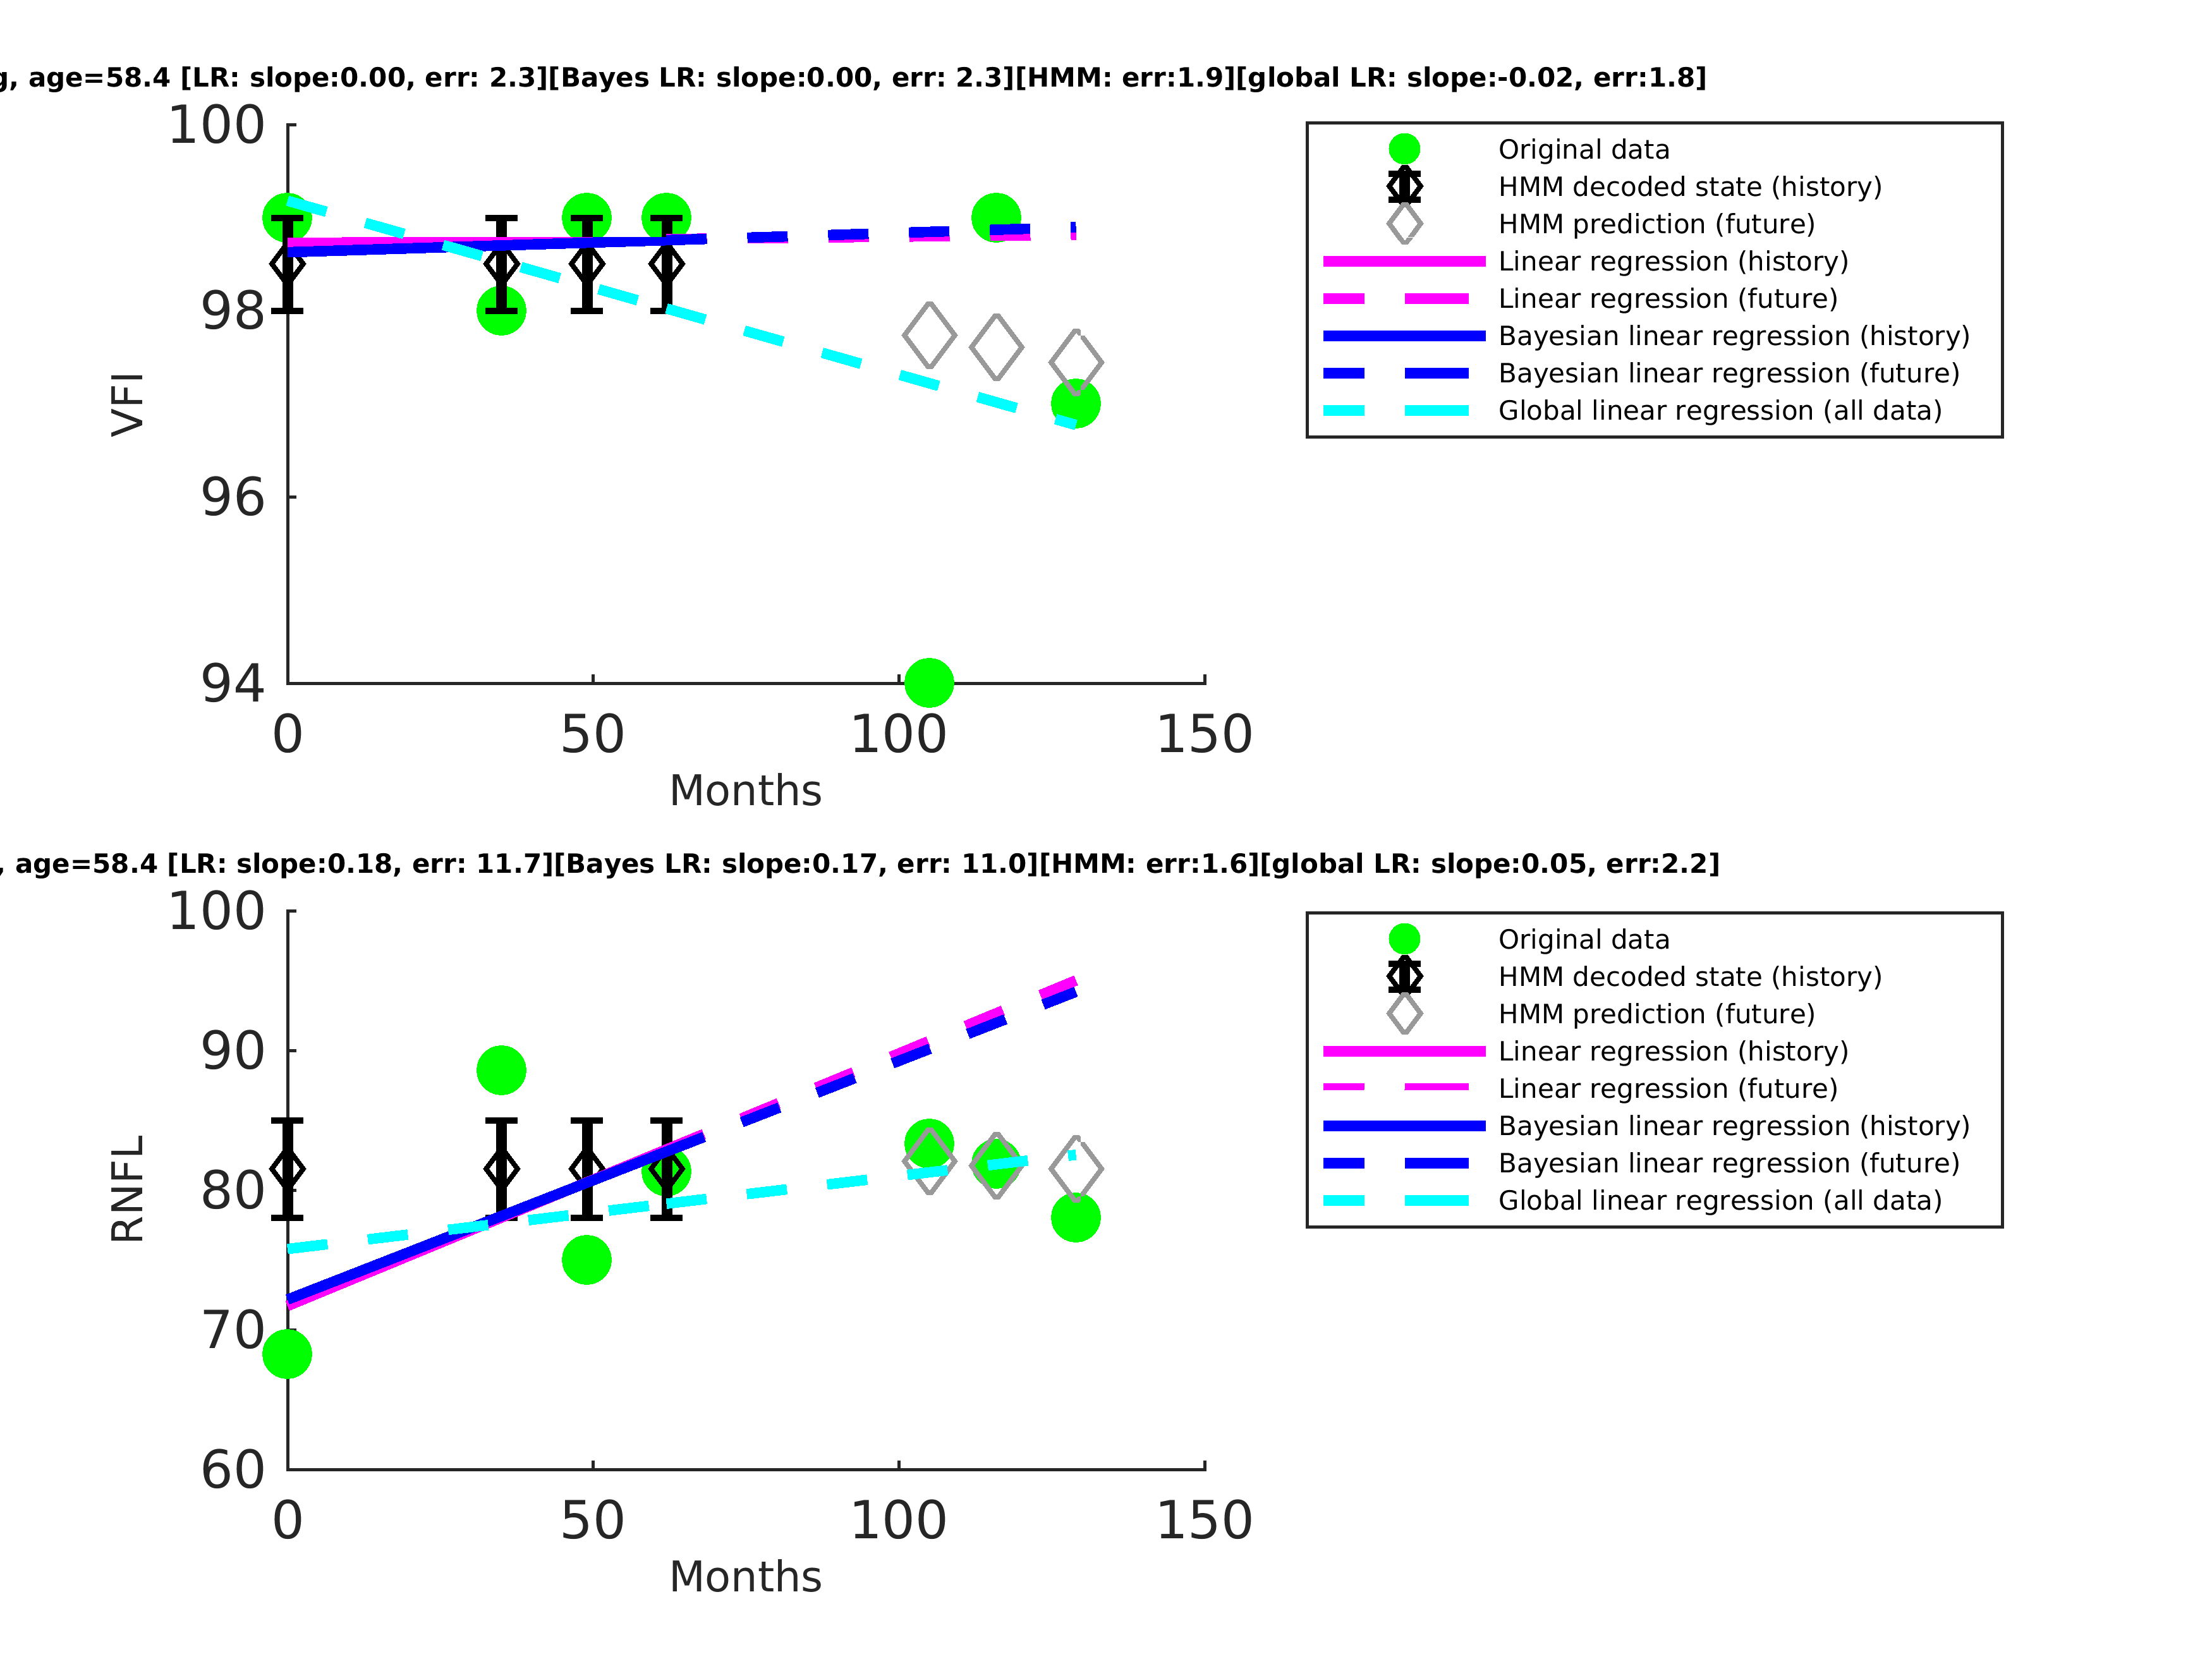 , age=58.4 [LR: slope:0.00, err: 2.3][Bayes LR: slope:0.00, err: 2.3][HMM: err:1.9][global LR: slope:-0.02, err:1.8]
100
98
96
94
VFI
0 50 100 150
Months
Original data
HMM decoded state (history)
HMM prediction (future)
Linear regression (history)
Linear regression (future)
Bayesian linear regression (history)
Bayesian linear regression (future)
Global linear regression (all data)
, age=58.4 [LR: slope:0.18, err: 11.7][Bayes LR: slope:0.17, err: 11.0][HMM: err:1.6][global LR: slope:0.05, err:2.2]
100
90
80
70
60
RNFL
0 50 100 150
Months
Original data
HMM decoded state (history)
HMM prediction (future)
Linear regression (history)
Linear regression (future)
Bayesian linear regression (history)
Bayesian linear regression (future)
Global linear regression (all data)